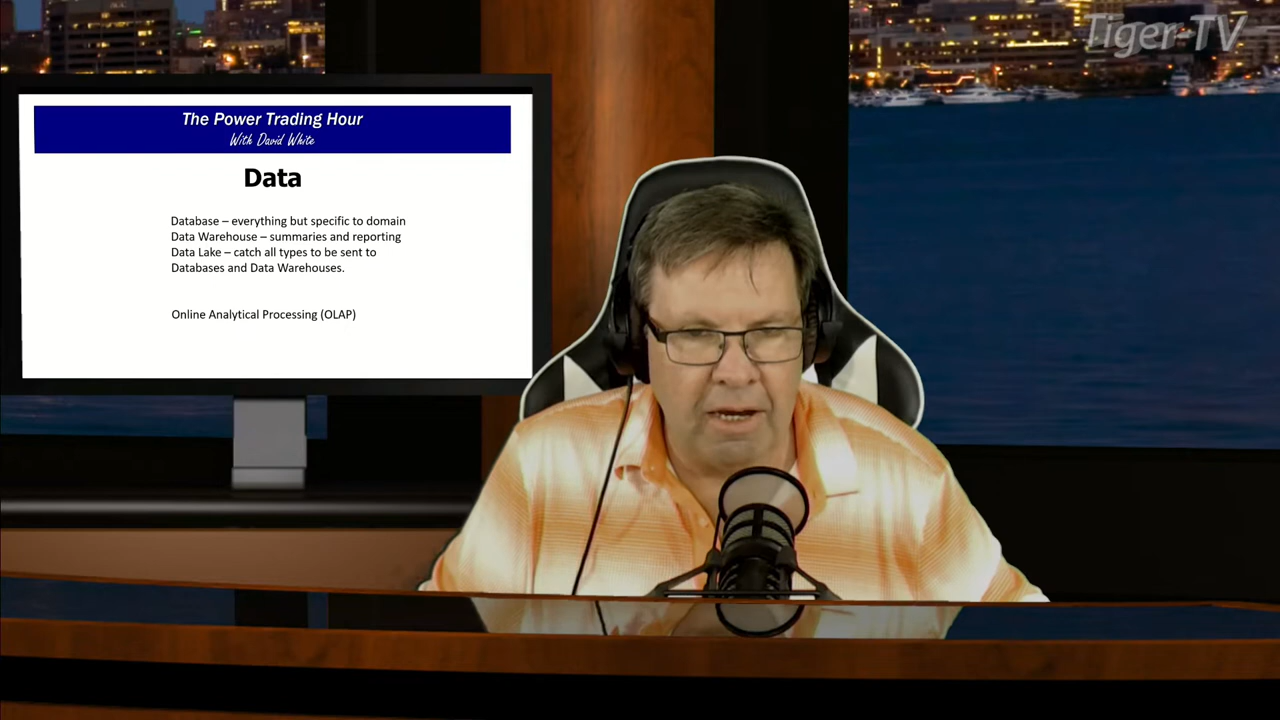 Tiger-TV
The Power Trading Hour
With David White
Data
Database – everything but specific to domain
Data Warehouse – summaries and reporting
Data Lake – catch all types to be sent to
Databases and Data Warehouses.
Online Analytical Processing (OLAP)